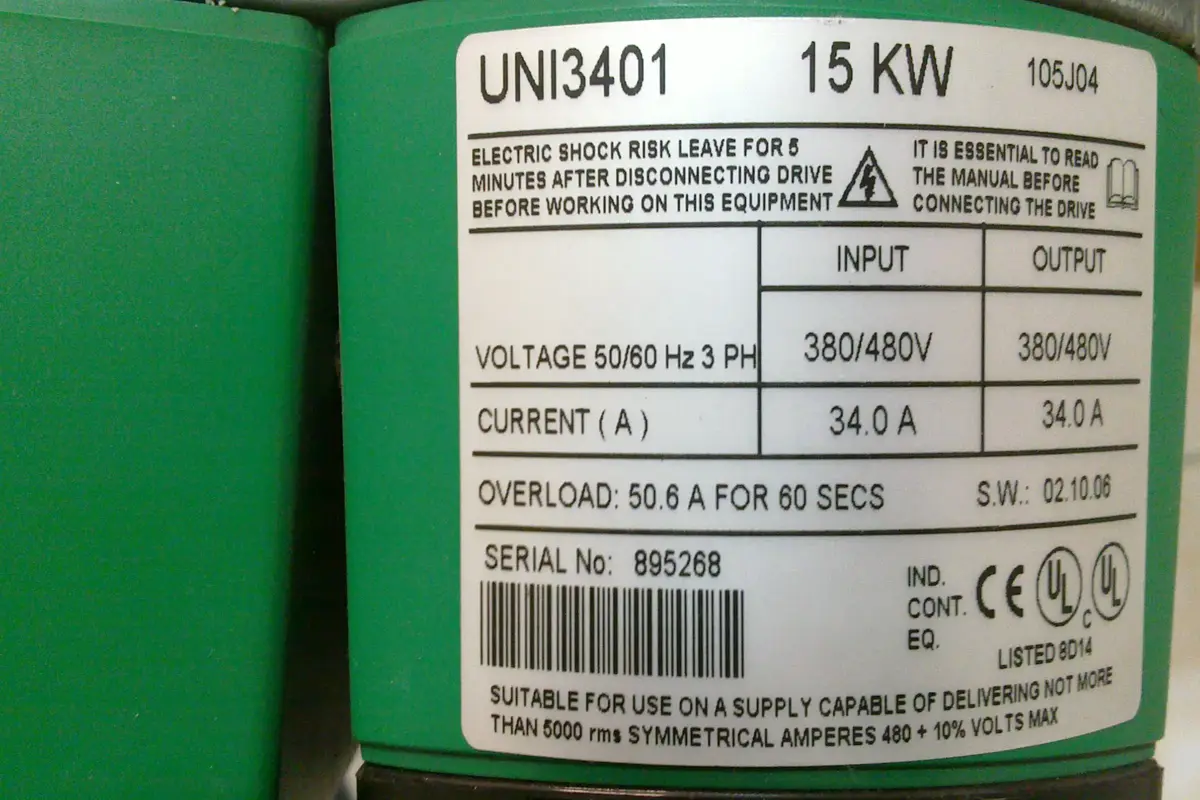 UNI3401 15 KW 105J04
ELECTRIC SHOCK RISK LEAVE FOR 5
MINUTES AFTER DISCONNECTING DRIVE
BEFORE WORKING ON THIS EQUIPMENT
IT IS ESSENTIAL TO READ
THE MANUAL BEFORE
CONNECTING THE DRIVE
INPUT OUTPUT
VOLTAGE 50/60 Hz 3 PH 380/480V 380/480V
CURRENT ( A ) 34.0 A 34.0 A
OVERLOAD: 50.6 A FOR 60 SECS S.W.: 02.10.06
SERIAL No: 895268
IND.
CONT.
EQ.
CE UL c UL
LISTED 8D14
SUITABLE FOR USE ON A SUPPLY CAPABLE OF DELIVERING NOT MORE
THAN 5000 rms SYMMETRICAL AMPERES 480 + 10% VOLTS MAX